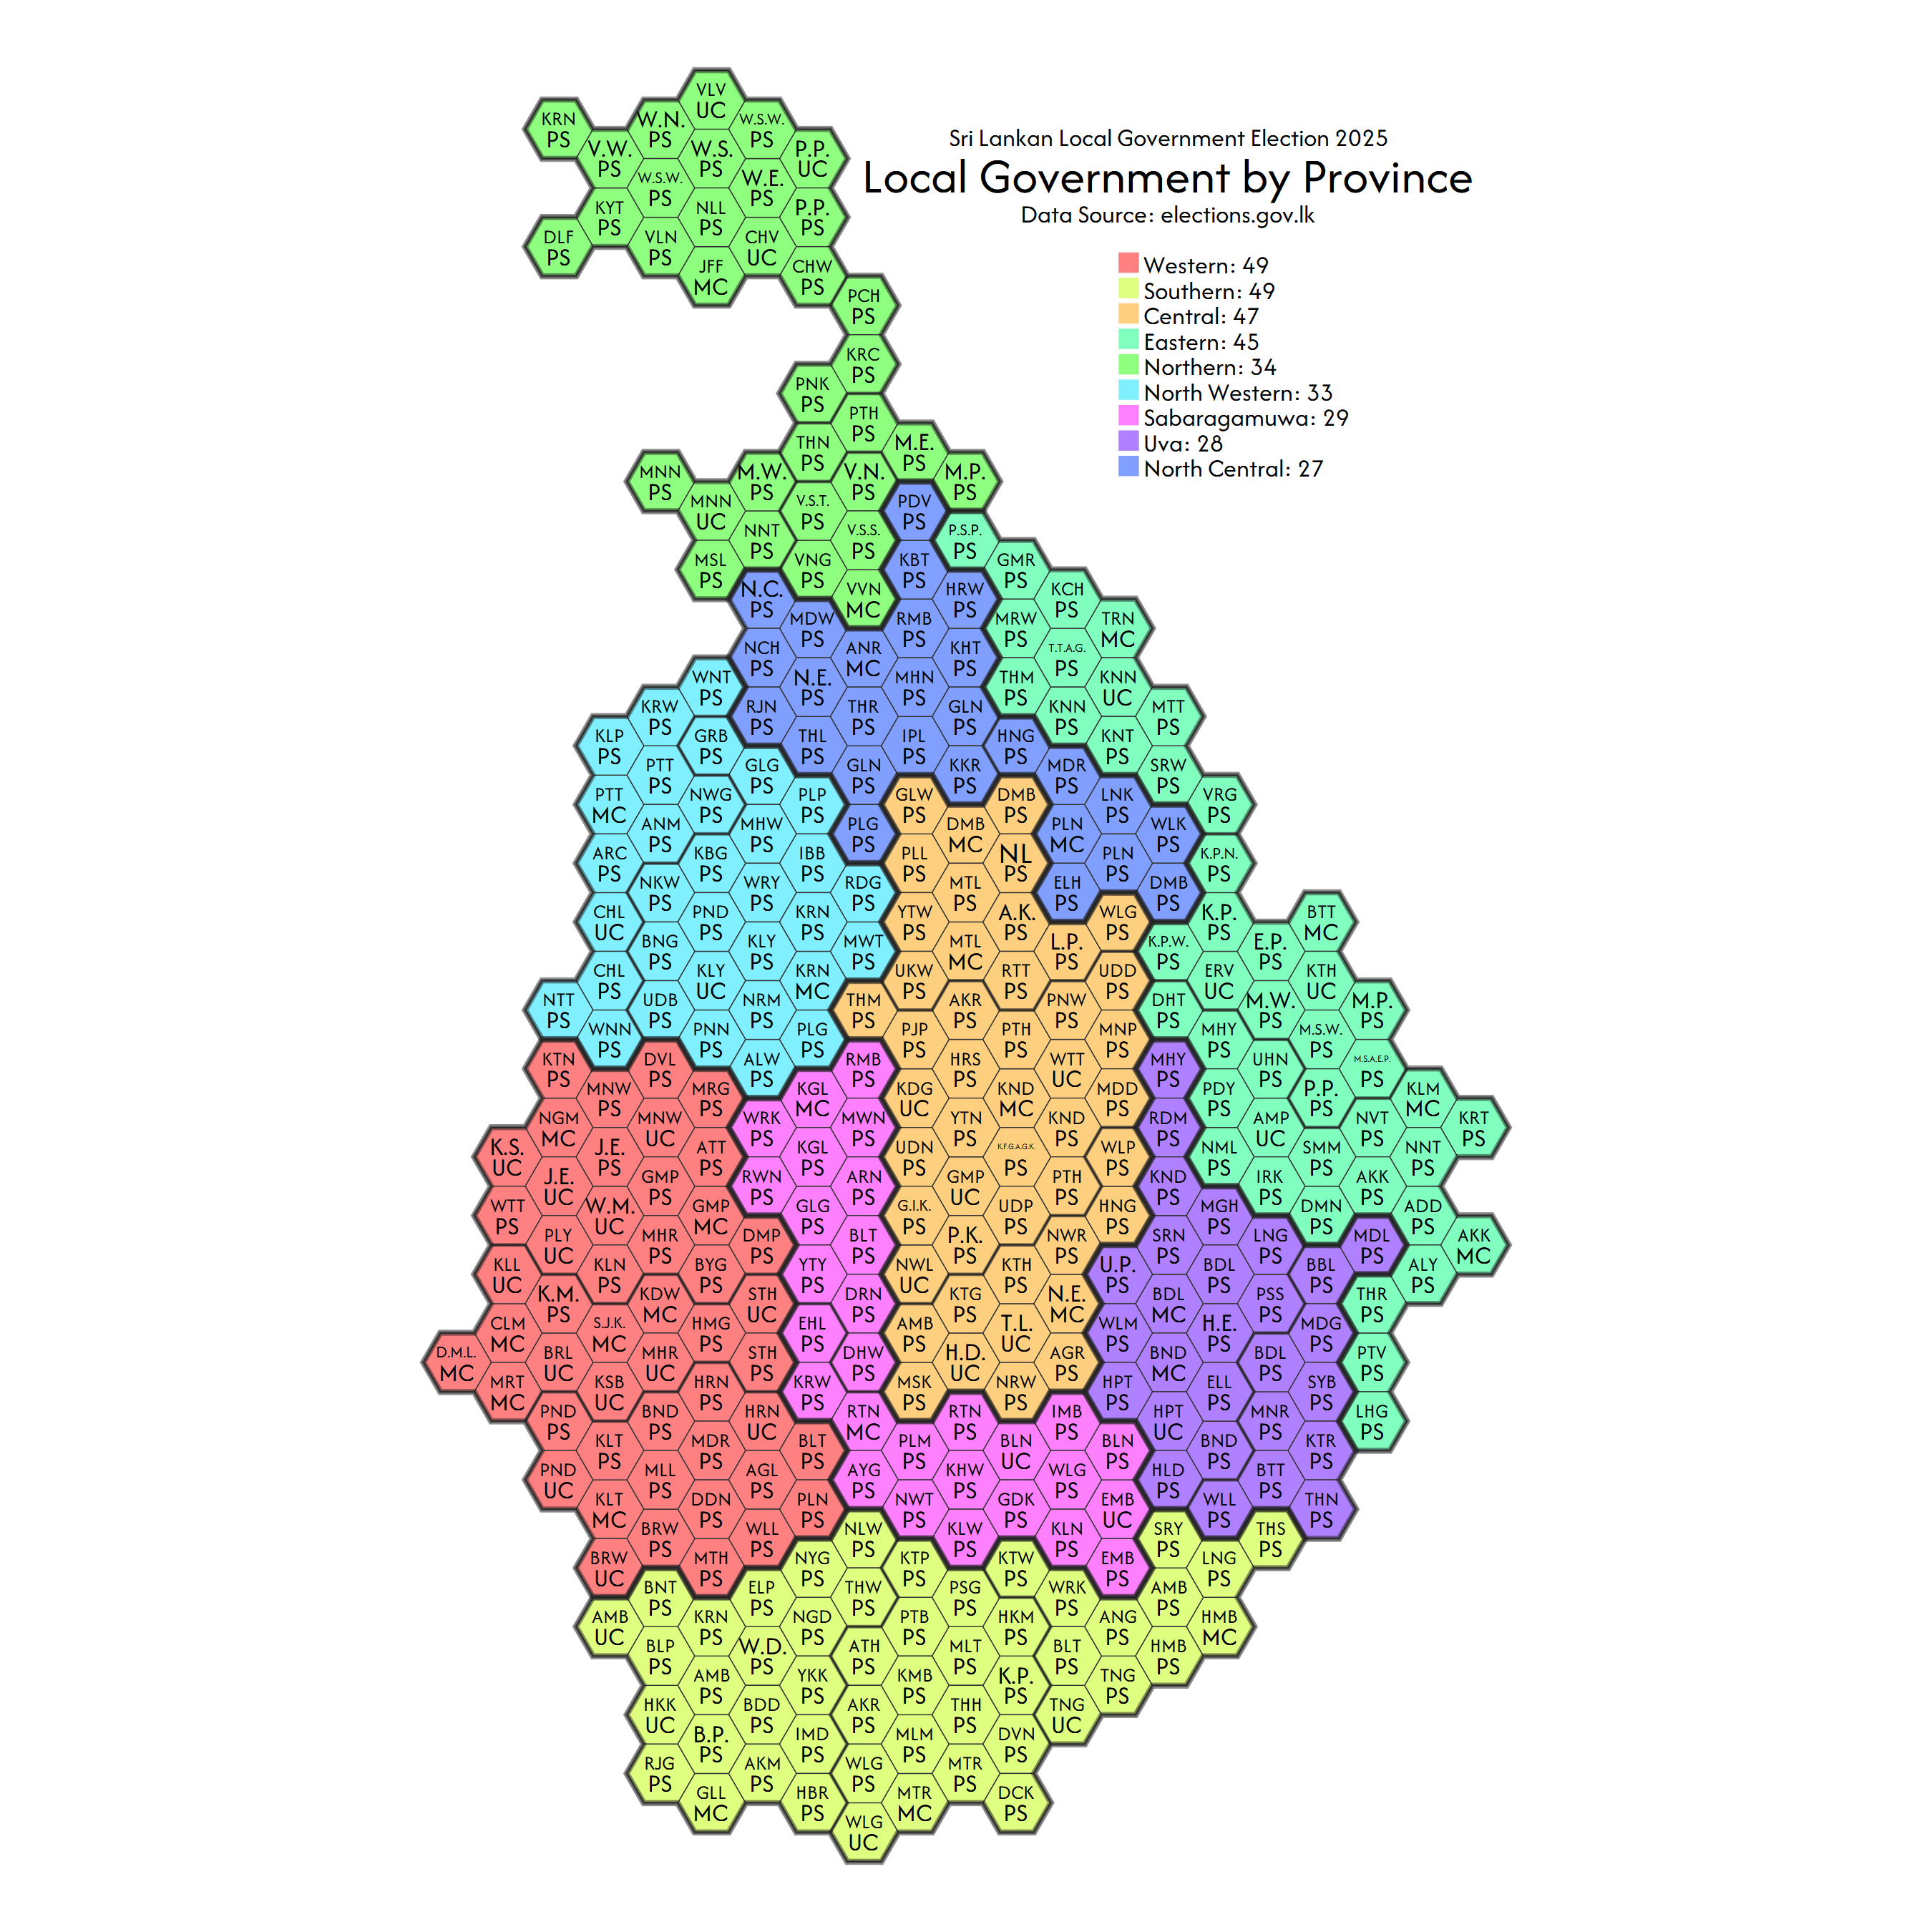 Sri Lankan Local Government Election 2025
Local Government by Province
Data Source: elections.gov.lk
Western: 49
Southern: 49
Central: 47
Eastern: 45
Northern: 34
North Western: 33
Sabaragamuwa: 29
Uva: 28
North Central: 27
VLV UC
KRN PS
W.N. PS
W.S.W. PS
V.W. PS
W.S. PS
P.P. UC
W.S.W. PS
W.E. PS
KYT PS
NLL PS
P.P. PS
DLF PS
VLN PS
CHV UC
JFF MC
CHW PS
PCH PS
KRC PS
PNK PS
PTH PS
THN PS
M.E. PS
MNN PS
M.W. PS
V.N. PS
M.P. PS
MNN UC
V.S.T. PS
PDV PS
NNT PS
V.S.S. PS
P.S.P. PS
MSL PS
VNG PS
KBT PS
GMR PS
N.C. PS
VVN MC
HRW PS
KCH PS
MDW PS
RMB PS
MRW PS
TRN MC
NCH PS
ANR MC
KHT PS
T.T.A.G. PS
WNT PS
N.E. PS
MHN PS
THM PS
KNN UC
KRW PS
RJN PS
THR PS
GLN PS
KNN PS
MTT PS
KLP PS
GRB PS
THL PS
IPL PS
HNG PS
KNT PS
PTT PS
GLG PS
GLN PS
KKR PS
MDR PS
SRW PS
PTT MC
NWG PS
PLP PS
GLW PS
DMB PS
LNK PS
VRG PS
ANM PS
MHW PS
PLG PS
DMB MC
PLN MC
WLK PS
ARC PS
KBG PS
IBB PS
PLL PS
NL PS
PLN PS
K.P.N. PS
NKW PS
WRY PS
RDG PS
MTL PS
ELH PS
DMB PS
CHL UC
PND PS
KRN PS
YTW PS
A.K. PS
WLG PS
K.P. PS
BTT MC
BNG PS
KLY PS
MWT PS
MTL MC
L.P. PS
K.P.W. PS
E.P. PS
CHL PS
KLY UC
KRN MC
UKW PS
RTT PS
UDD PS
ERV UC
KTH UC
NTT PS
UDB PS
NRM PS
THM PS
AKR PS
PNW PS
DHT PS
M.W. PS
M.P. PS
WNN PS
PNN PS
PLG PS
PJP PS
PTH PS
MNP PS
MHY PS
M.S.W. PS
KTN PS
DVL PS
ALW PS
RMB PS
HRS PS
WTT UC
MHY PS
UHN PS
M.S.A.E.P. PS
MNW PS
MRG PS
KGL MC
KDG UC
KND MC
MDD PS
PDY PS
P.P. PS
KLM MC
NGM MC
MNW UC
WRK PS
MWN PS
YTN PS
KND PS
RDM PS
AMP UC
NVT PS
KRT PS
K.S. UC
J.E. PS
ATT PS
KGL PS
UDN PS
K.F.G.A.G.K. PS
WLP PS
NML PS
SMM PS
NNT PS
J.E. UC
GMP PS
RWN PS
ARN PS
GMP UC
PTH PS
KND PS
IRK PS
AKK PS
WTT PS
W.M. UC
GMP MC
GLG PS
G.I.K. PS
UDP PS
HNG PS
MGH PS
DMN PS
ADD PS
PLY UC
MHR PS
DMP PS
BLT PS
P.K. PS
NWR PS
SRN PS
LNG PS
MDL PS
AKK MC
KLL UC
KLN PS
BYG PS
YTY PS
NWL UC
KTH PS
U.P. PS
BDL PS
BBL PS
ALY PS
K.M. PS
KDW MC
STH UC
DRN PS
KTG PS
N.E. MC
BDL MC
PSS PS
THR PS
CLM MC
S.J.K. MC
HMG PS
EHL PS
AMB PS
T.L. UC
WLM PS
H.E. PS
MDG PS
D.M.L. MC
BRL UC
MHR UC
STH PS
DHW PS
H.D. UC
AGR PS
BND MC
BDL PS
PTV PS
MRT MC
KSB UC
HRN PS
KRW PS
MSK PS
NRW PS
HPT PS
ELL PS
SYB PS
PND PS
BND PS
HRN UC
RTN MC
RTN PS
IMB PS
HPT UC
MNR PS
LHG PS
KLT PS
MDR PS
BLT PS
PLM PS
BLN UC
BLN PS
BND PS
KTR PS
PND UC
MLL PS
AGL PS
AYG PS
KHW PS
WLG PS
HLD PS
BTT PS
KLT MC
DDN PS
PLN PS
NWT PS
GDK PS
EMB UC
WLL PS
THN PS
BRW PS
WLL PS
NLW PS
KLW PS
KLN PS
SRY PS
THS PS
BRW UC
MTH PS
NYG PS
KTP PS
KTW PS
EMB PS
LNG PS
BNT PS
ELP PS
THW PS
PSG PS
WRK PS
AMB PS
AMB UC
KRN PS
NGD PS
PTB PS
HKM PS
ANG PS
HMB MC
BLP PS
W.D. PS
ATH PS
MLT PS
BLT PS
HMB PS
AMB PS
YKK PS
KMB PS
K.P. PS
TNG PS
HKK UC
BDD PS
AKR PS
THH PS
TNG UC
B.P. PS
IMD PS
MLM PS
DVN PS
RJG PS
AKM PS
WLG PS
MTR PS
GLL MC
HBR PS
MTR MC
DCK PS
WLG UC